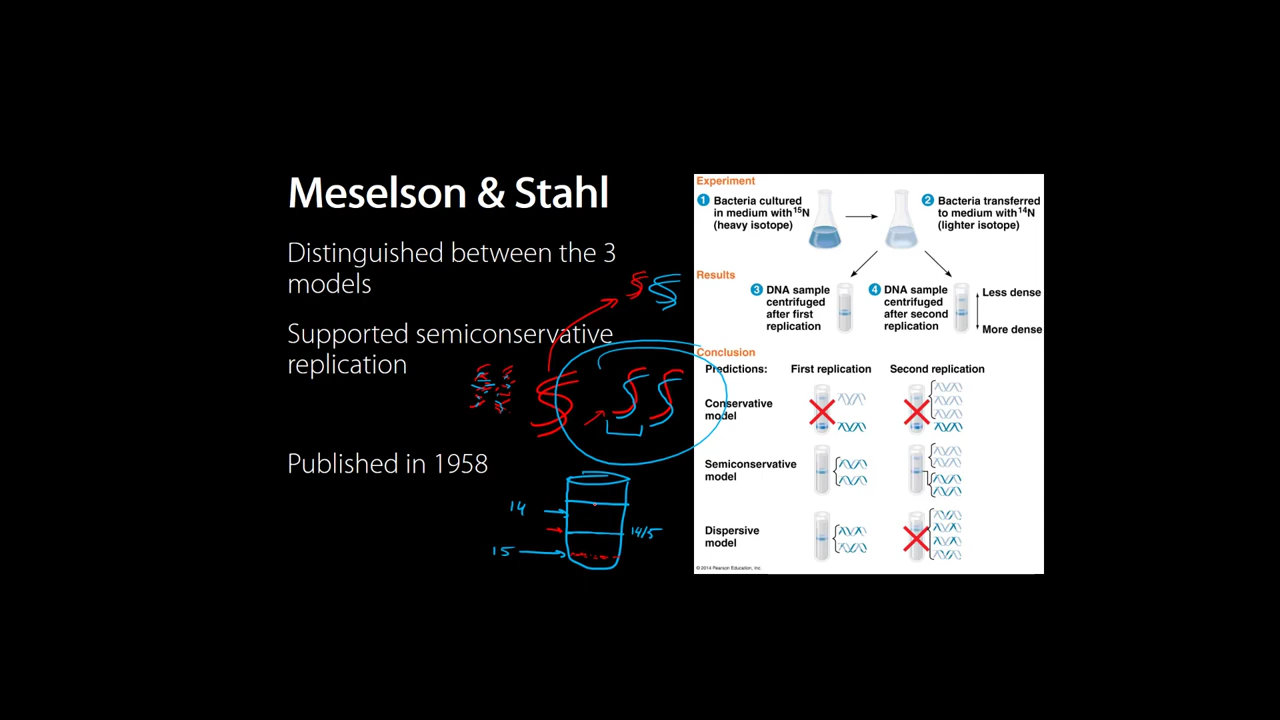 Meselson & Stahl
Distinguished between the 3
models
Supported semiconservative
replication
Published in 1958
14
14/5
15
Experiment
1 Bacteria cultured
in medium with ¹⁵N
(heavy isotope)
2 Bacteria transferred
to medium with ¹⁴N
(lighter isotope)
Results
3 DNA sample
centrifuged
after first
replication
4 DNA sample
centrifuged
after second
replication
Less dense
More dense
Conclusion
Predictions: First replication Second replication
Conservative
model
Semiconservative
model
Dispersive
model
© 2014 Pearson Education, Inc.